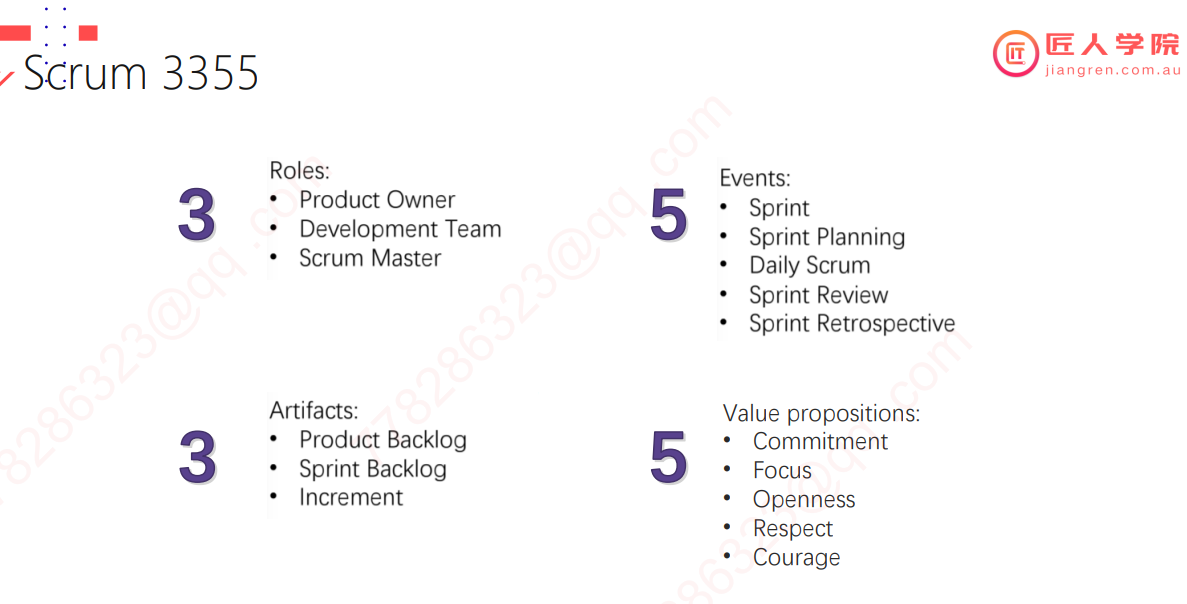 Scrum 3355
匠人学院
jiangren.com.au
3
Roles:
• Product Owner
• Development Team
• Scrum Master
5
Events:
• Sprint
• Sprint Planning
• Daily Scrum
• Sprint Review
• Sprint Retrospective
3
Artifacts:
• Product Backlog
• Sprint Backlog
• Increment
5
Value propositions:
• Commitment
• Focus
• Openness
• Respect
• Courage